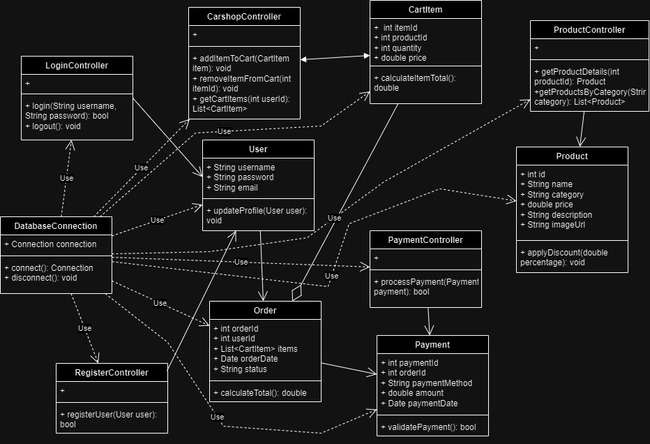 CarshopController
+
+ addItemToCart(CartItem
item): void
+ removeItemFromCart(int
itemId): void
+ getCartItems(int userId):
List<CartItem>
CartItem
+ int itemId
+ int productId
+ int quantity
+ double price
+ calculateItemTotal():
double
ProductController
+
+ getProductDetails(int
productId): Product
+getProductsByCategory(Strir
category): List<Product>
LoginController
+
+ login(String username,
String password): bool
+ logout(): void
User
+ String username
+ String password
+ String email
+ updateProfile(User user):
void
Product
+ int id
+ String name
+ String category
+ double price
+ String description
+ String imageUrl
+ applyDiscount(double
percentage): void
DatabaseConnection
+ Connection connection
+ connect(): Connection
+ disconnect(): void
PaymentController
+
+ processPayment(Payment
payment): bool
Order
+ int orderId
+ int userId
+ List<CartItem> items
+ Date orderDate
+ String status
+ calculateTotal(): double
Payment
+ int paymentId
+ int orderId
+ String paymentMethod
+ double amount
+ Date paymentDate
+ validatePayment(): bool
RegisterController
+
+ registerUser(User user):
bool
Use
Use
Use
Use
Use
Use
Use
Use
Use
Use